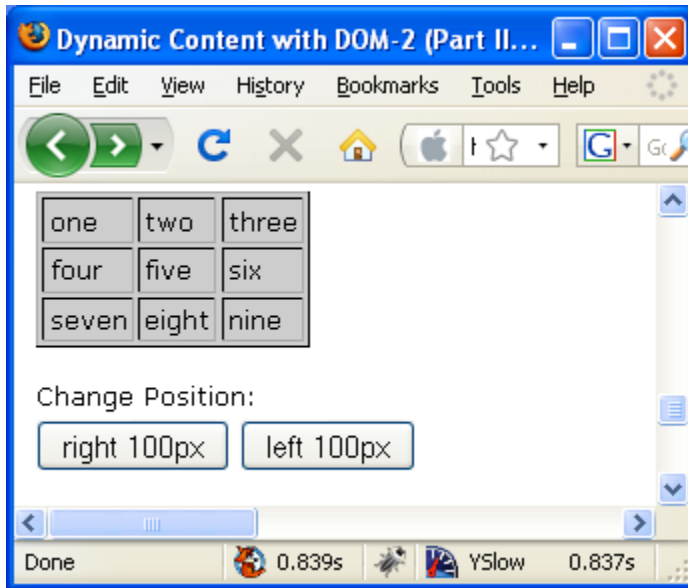 Dynamic Content with DOM-2 (Part II...
File Edit View History Bookmarks Tools Help
G
one two three
four five six
seven eight nine
Change Position:
right 100px left 100px
Done 0.839s YSlow 0.837s